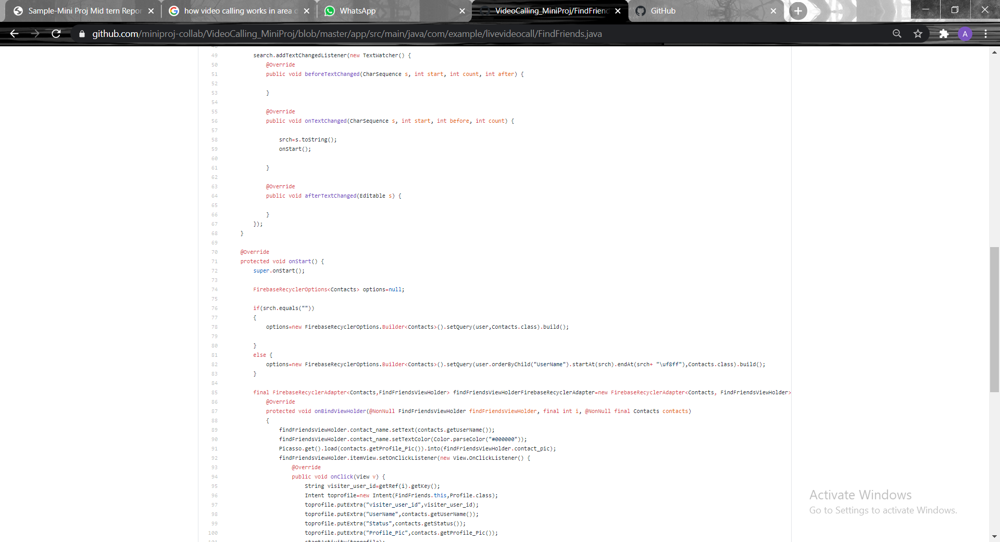 Sample-Mini Proj Mid tern Repor
how video calling works in area
WhatsApp
VideoCalling_MiniProj/FindFriend
GitHub
github.com/miniproj-collab/VideoCalling_MiniProj/blob/master/app/src/main/java/com/example/livevideocall/FindFriends.java
A
49 search.addTextChangedListener(new TextWatcher() {
50 @Override
51 public void beforeTextChanged(CharSequence s, int start, int count, int after) {
52
53 }
54
55 @Override
56 public void onTextChanged(CharSequence s, int start, int before, int count) {
57
58 srch=s.toString();
59 onStart();
60
61 }
62
63 @Override
64 public void afterTextChanged(Editable s) {
65
66 }
67 });
68 }
69
70 @Override
71 protected void onStart() {
72 super.onStart();
73
74 FirebaseRecyclerOptions<Contacts> options=null;
75
76 if(srch.equals(""))
77 {
78 options=new FirebaseRecyclerOptions.Builder<Contacts>().setQuery(user,Contacts.class).build();
79
80 }
81 else {
82 options=new FirebaseRecyclerOptions.Builder<Contacts>().setQuery(user.orderByChild("UserName").startAt(srch).endAt(srch+ "\uf8ff"),Contacts.class).build();
83 }
84
85 final FirebaseRecyclerAdapter<Contacts,FindFriendsViewHolder> findFriendsViewHolderFirebaseRecyclerAdapter=new FirebaseRecyclerAdapter<Contacts, FindFriendsViewHolder>
86 @Override
87 protected void onBindViewHolder(@NonNull FindFriendsViewHolder findFriendsViewHolder, final int i, @NonNull final Contacts contacts)
88 {
89 findFriendsViewHolder.contact_name.setText(contacts.getUserName());
90 findFriendsViewHolder.contact_name.setTextColor(Color.parseColor("#000000"));
91 Picasso.get().load(contacts.getProfile_Pic()).into(findFriendsViewHolder.contact_pic);
92 findFriendsViewHolder.itemView.setOnClickListener(new View.OnClickListener() {
93 @Override
94 public void onClick(View v) {
95 String visiter_user_id=getRef(i).getKey();
96 Intent toprofile=new Intent(FindFriends.this,Profile.class);
97 toprofile.putExtra("visiter_user_id",visiter_user_id);
98 toprofile.putExtra("UserName",contacts.getUserName());
99 toprofile.putExtra("Status",contacts.getStatus());
100 toprofile.putExtra("Profile_Pic",contacts.getProfile_Pic());
101 startActivity(toprofile);
Activate Windows
Go to Settings to activate Windows.